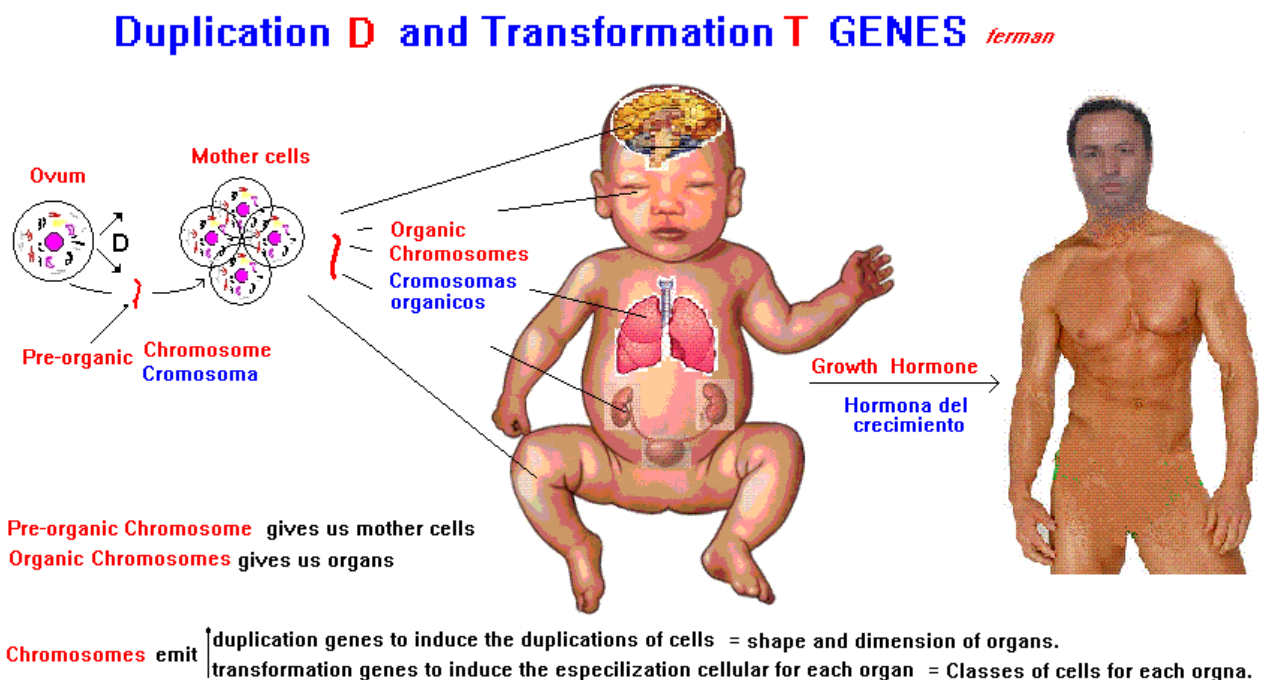 Duplication D and Transformation T GENES ferman
Mother cells
Ovum
D
Organic
Chromosomes
Cromosomas
organicos
Pre-organic Chromosome
Cromosoma
Growth Hormone
Hormona del
crecimiento
Pre-organic Chromosome gives us mother cells
Organic Chromosomes gives us organs
Chromosomes emit
duplication genes to induce the duplications of cells = shape and dimension of organs.
transformation genes to induce the especilization cellular for each organ = Classes of cells for each orgna.